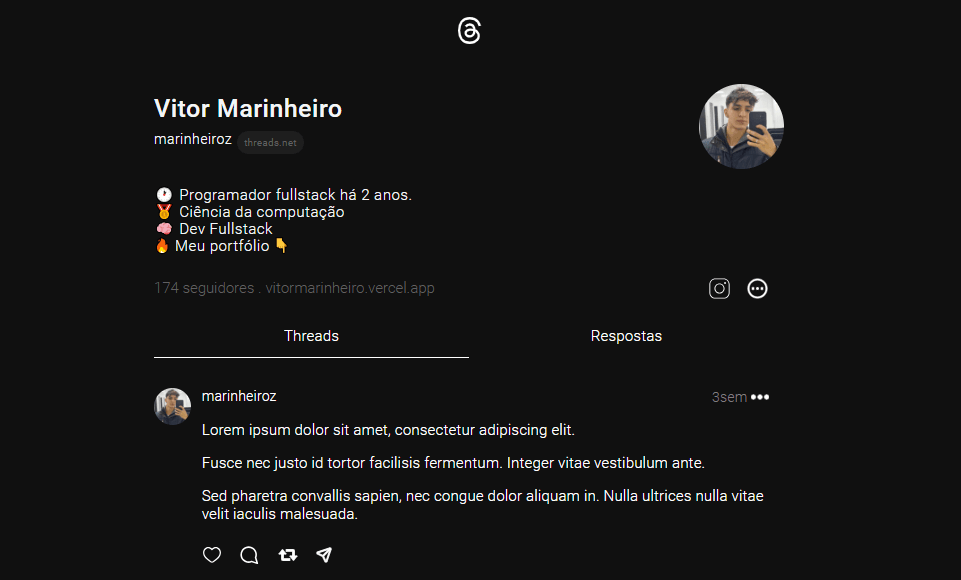 Vitor Marinheiro
marinheiroz threads.net
🕐 Programador fullstack há 2 anos.
🏅 Ciência da computação
🧠 Dev Fullstack
🔥 Meu portfólio 👇
174 seguidores . vitormarinheiro.vercel.app
Threads Respostas
marinheiroz 3sem
Lorem ipsum dolor sit amet, consectetur adipiscing elit.
Fusce nec justo id tortor facilisis fermentum. Integer vitae vestibulum ante.
Sed pharetra convallis sapien, nec congue dolor aliquam in. Nulla ultrices nulla vitae
velit iaculis malesuada.